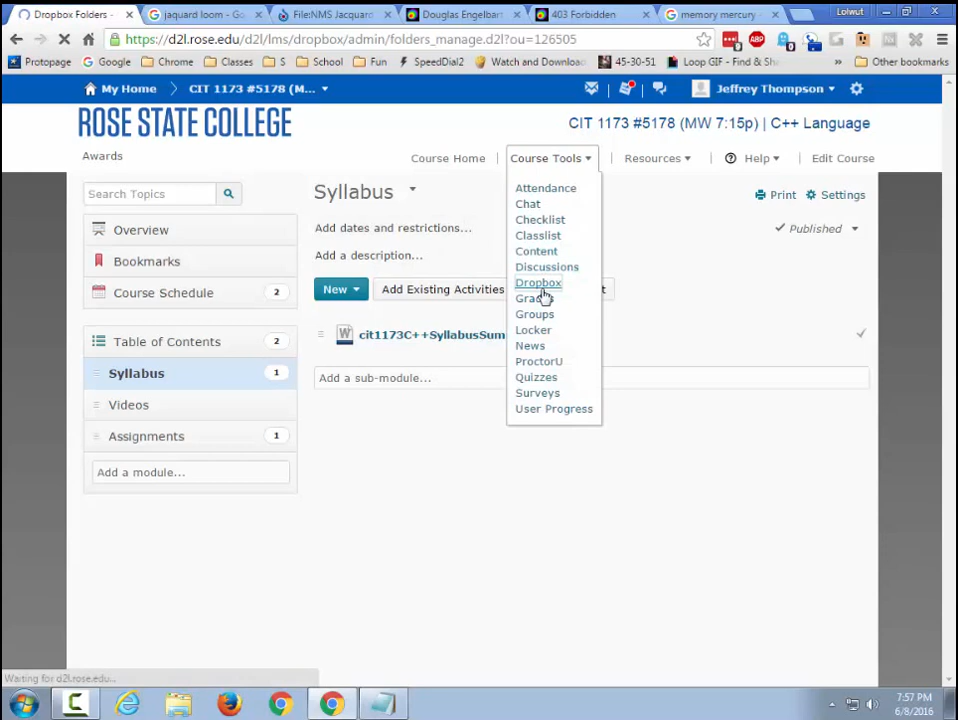 Dropbox Folders -
jaquard loom - Go
File:NMS Jacquard
Douglas Engelbart
403 Forbidden
memory mercury -
Lolwut
https://d2l.rose.edu/d2l/lms/dropbox/admin/folders_manage.d2l?ou=126505
Protopage
Google
Chrome
Classes
S
School
Fun
SpeedDial2
Watch and Download
45-30-51
Loop GIF - Find & Sha
»
Other bookmarks
My Home
CIT 1173 #5178 (M...
Jeffrey Thompson
ROSE STATE COLLEGE
CIT 1173 #5178 (MW 7:15p) | C++ Language
Awards
Course Home
Course Tools
Resources
Help
Edit Course
Attendance
Chat
Checklist
Classlist
Content
Discussions
Dropbox
Grades
Groups
Locker
News
ProctorU
Quizzes
Surveys
User Progress
Search Topics
Overview
Bookmarks
Course Schedule 2
Table of Contents 2
Syllabus 1
Videos
Assignments 1
Add a module...
Syllabus
Print
Settings
Add dates and restrictions...
Published
Add a description...
New
Add Existing Activities
cit1173C++SyllabusSum
Add a sub-module...
Waiting for d2l.rose.edu...
7:57 PM
6/8/2016